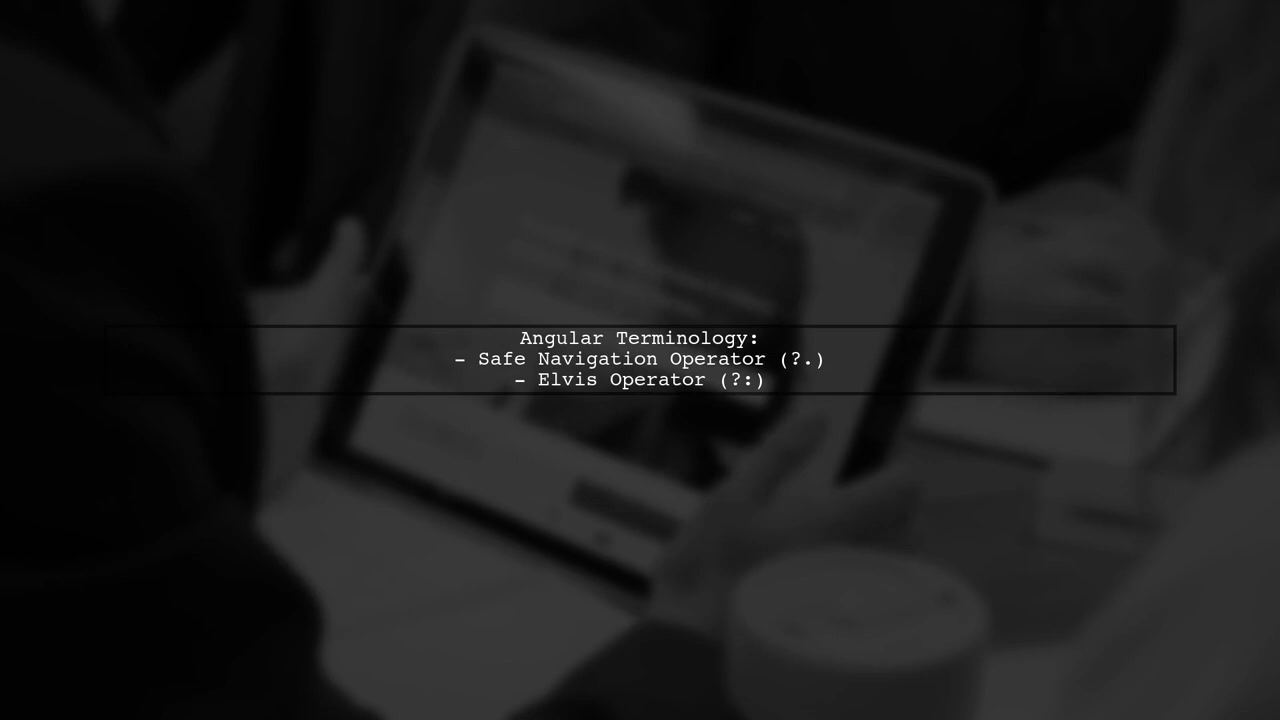 Angular Terminology:
- Safe Navigation Operator (?.)
- Elvis Operator (?:)